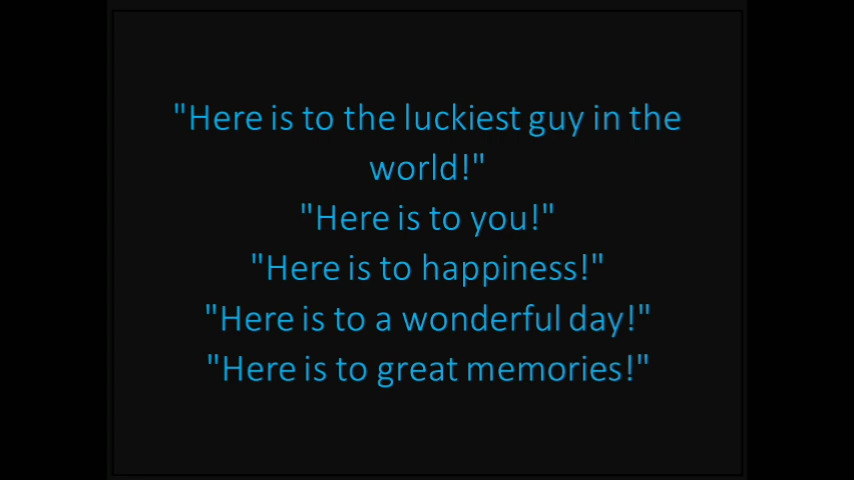 "Here is to the luckiest guy in the
world!"
"Here is to you!"
"Here is to happiness!"
"Here is to a wonderful day!"
"Here is to great memories!"